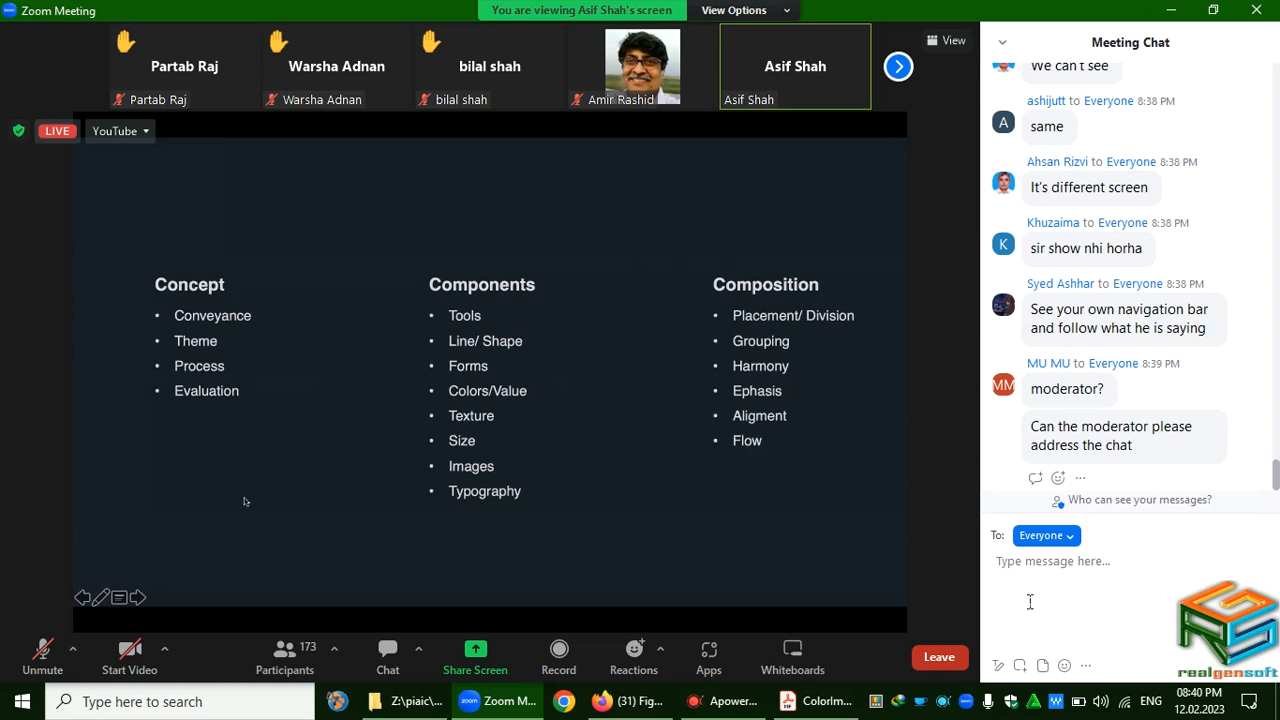 Zoom Meeting
You are viewing Asif Shah's screen
View Options
Partab Raj
Warsha Adnan
bilal shah
Asif Shah
View
Partab Raj
Warsha Adnan
bilal shah
Amir Rashid
Asif Shah
LIVE
YouTube
Concept
• Conveyance
• Theme
• Process
• Evaluation
Components
• Tools
• Line/ Shape
• Forms
• Colors/Value
• Texture
• Size
• Images
• Typography
Composition
• Placement/ Division
• Grouping
• Harmony
• Ephasis
• Aligment
• Flow
Meeting Chat
We can't see
ashijutt to Everyone 8:38 PM
A
same
Ahsan Rizvi to Everyone 8:38 PM
It's different screen
Khuzaima to Everyone 8:38 PM
K
sir show nhi horha
Syed Ashhar to Everyone 8:38 PM
See your own navigation bar
and follow what he is saying
MU MU to Everyone 8:39 PM
MM
moderator?
Can the moderator please
address the chat
Who can see your messages?
To: Everyone
Type message here...
realgensoft
Unmute
Start Video
173
Participants
Chat
Share Screen
Record
Reactions
Apps
Whiteboards
Leave
Type here to search
Z:\piaic\...
Zoom M...
(31) Fig...
Apower...
ColorIm...
ENG
08:40 PM
12.02.2023